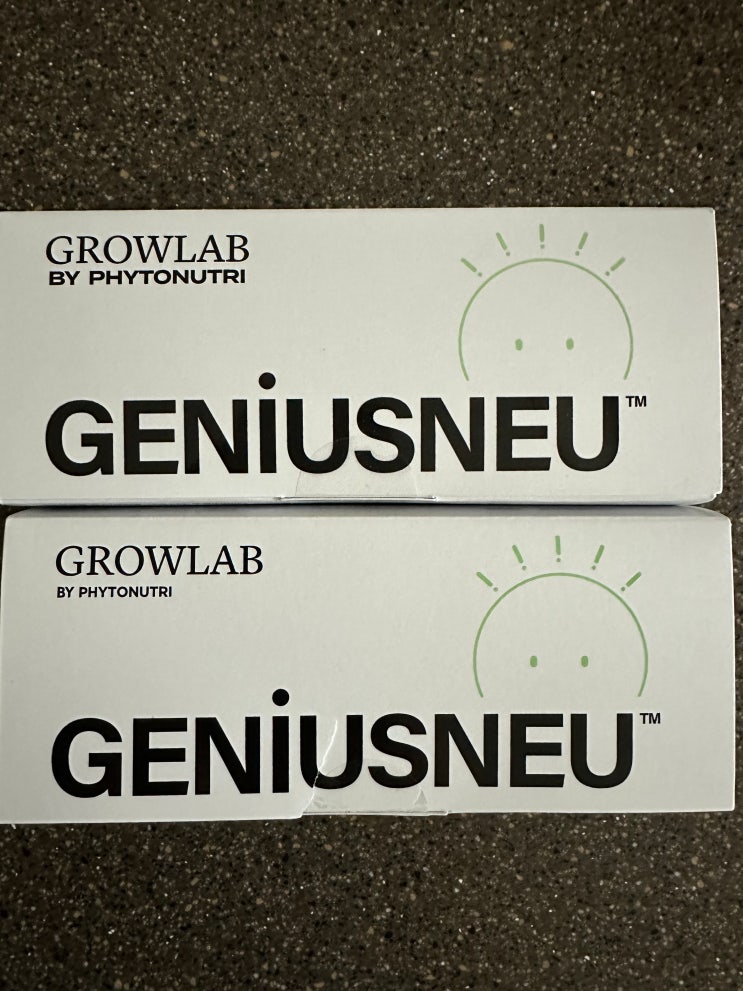 GROWLAB
BY PHYTONUTRI
GENiUSNEU™
GROWLAB
BY PHYTONUTRI
GENiUSNEU™